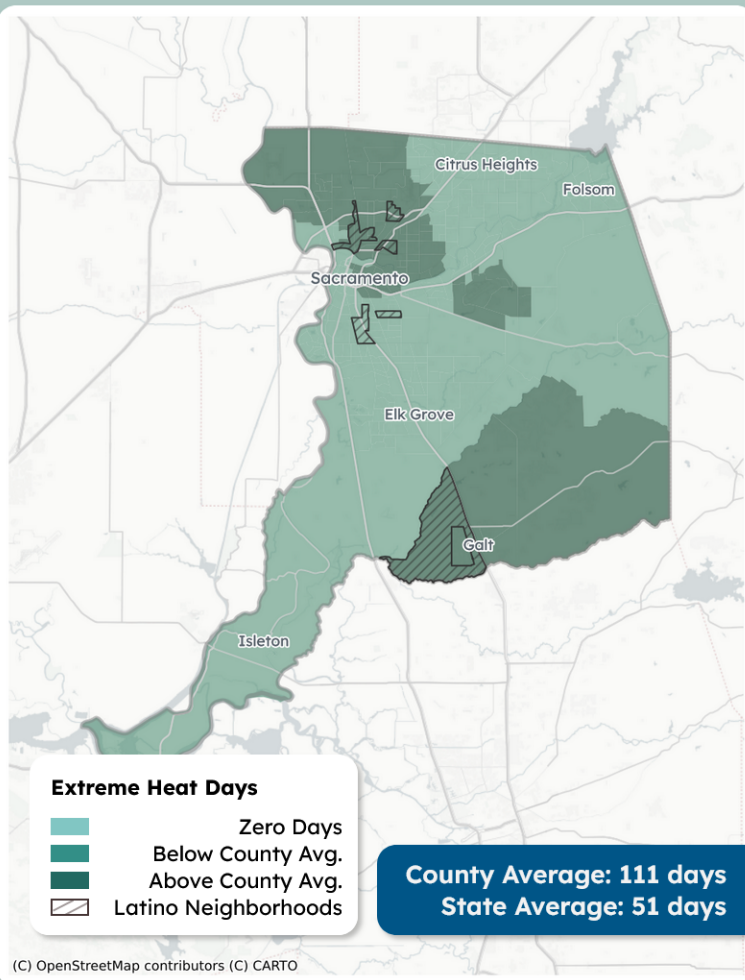 Citrus Heights
Folsom
Sacramento
Elk Grove
Galt
Isleton
Extreme Heat Days
Zero Days
Below County Avg.
Above County Avg.
Latino Neighborhoods
County Average: 111 days
State Average: 51 days
(C) OpenStreetMap contributors (C) CARTO